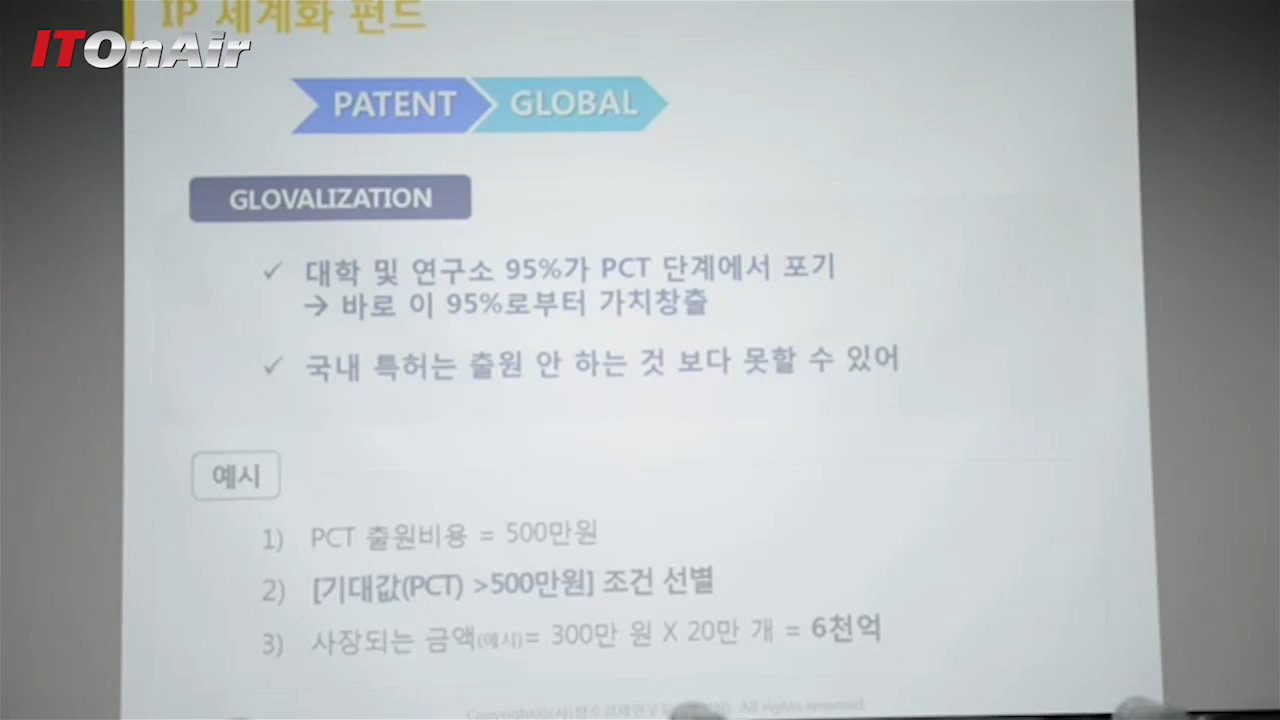 IP 세계화 펀드
ITOnAir
PATENT GLOBAL
GLOVALIZATION
✓ 대학 및 연구소 95%가 PCT 단계에서 포기
→ 바로 이 95%로부터 가치창출
✓ 국내 특허는 출원 안 하는 것 보다 못할 수 있어
예시
1) PCT 출원비용 = 500만원
2) [기대값(PCT) >500만원] 조건 선별
3) 사장되는 금액(예시)= 300만 원 X 20만 개 = 6천억
All rights reserved